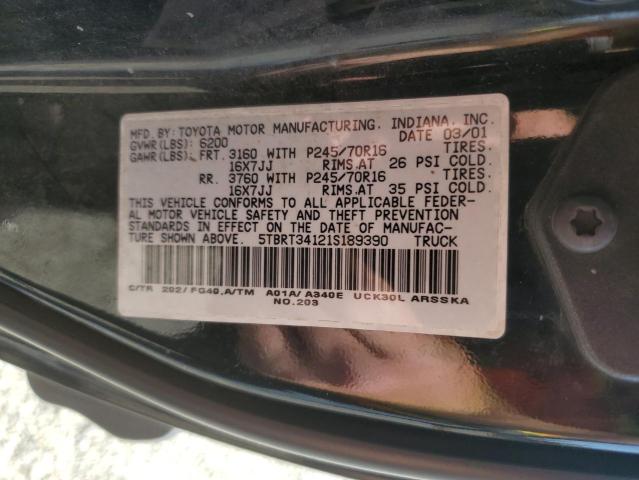 MFD. BY: TOYOTA MOTOR MANUFACTURING, INDIANA, INC.
GVWR(LBS): 6200 DATE 03/01
GAWR(LBS): FRT. 3160 WITH P245/70R16 TIRES.
16X7JJ RIMS.AT 26 PSI COLD.
RR. 3760 WITH P245/70R16 TIRES.
16X7JJ RIMS.AT 35 PSI COLD.
THIS VEHICLE CONFORMS TO ALL APPLICABLE FEDER-
AL MOTOR VEHICLE SAFETY AND THEFT PREVENTION
STANDARDS IN EFFECT ON THE DATE OF MANUFAC-
TURE SHOWN ABOVE. 5TBRT34121S189390 TRUCK
C/TR 202/FG40,A/TM A01A/A340E UCK30L ARSSKA
NO.203